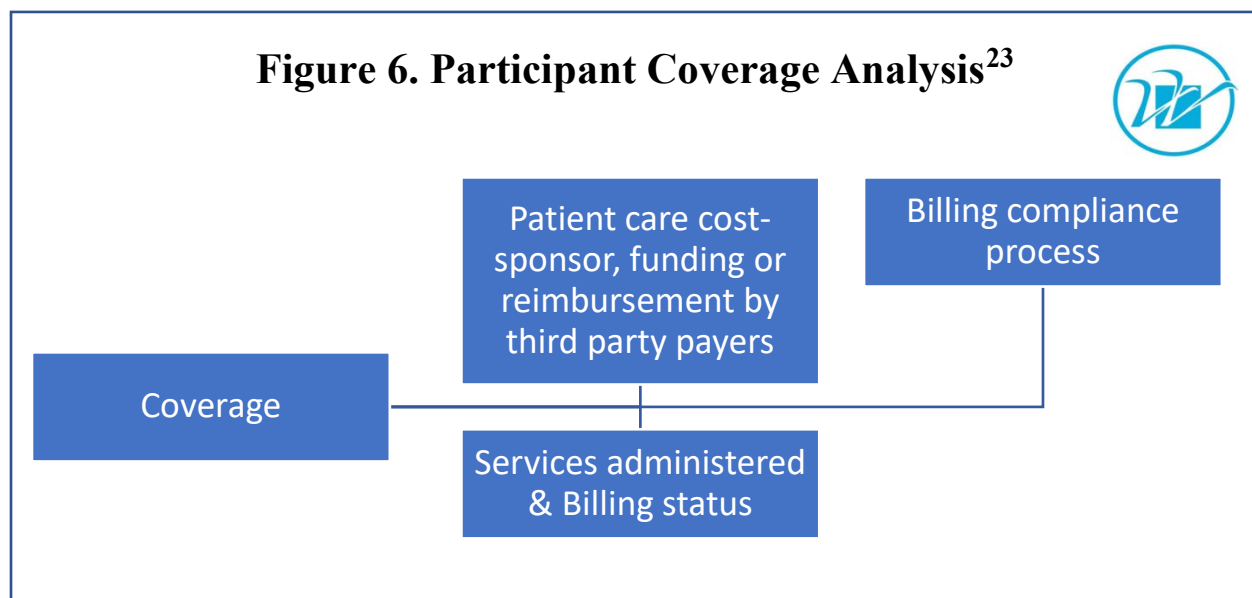 Figure 6. Participant Coverage Analysis23
Patient care cost-
sponsor, funding or
reimbursement by
third party payers
Billing compliance
process
Coverage
Services administered
& Billing status